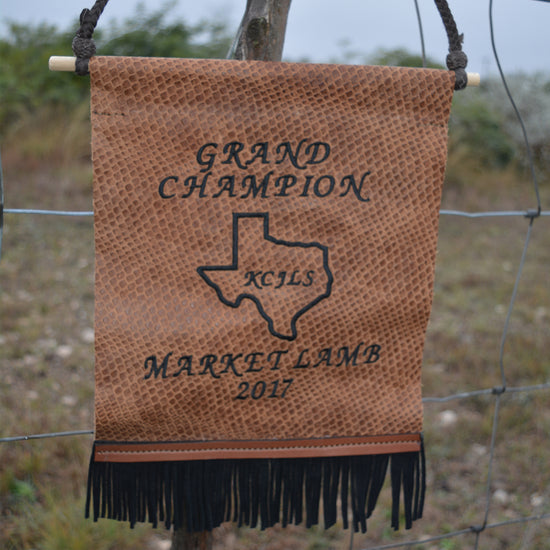 GRAND
CHAMPION
KCJLS
MARKET LAMB
2017